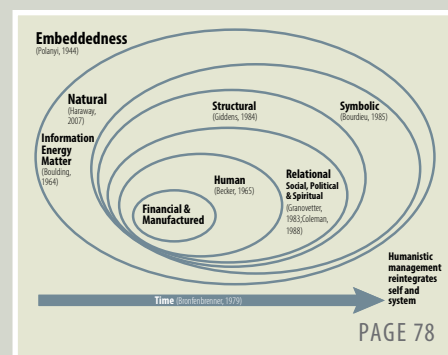 Embeddedness
(Polanyi, 1944)
Natural
(Haraway,
2007)
Structural
(Giddens, 1984)
Symbolic
(Bourdieu, 1985)
Information
Energy
Matter
(Boulding,
1964)
Human
(Becker, 1965)
Relational
Social, Political
& Spiritual
(Granovetter,
1983;Coleman,
1988)
Financial &
Manufactured
Humanistic
management
reintegrates
self and
system
Time (Bronfenbrenner, 1979)
PAGE 78